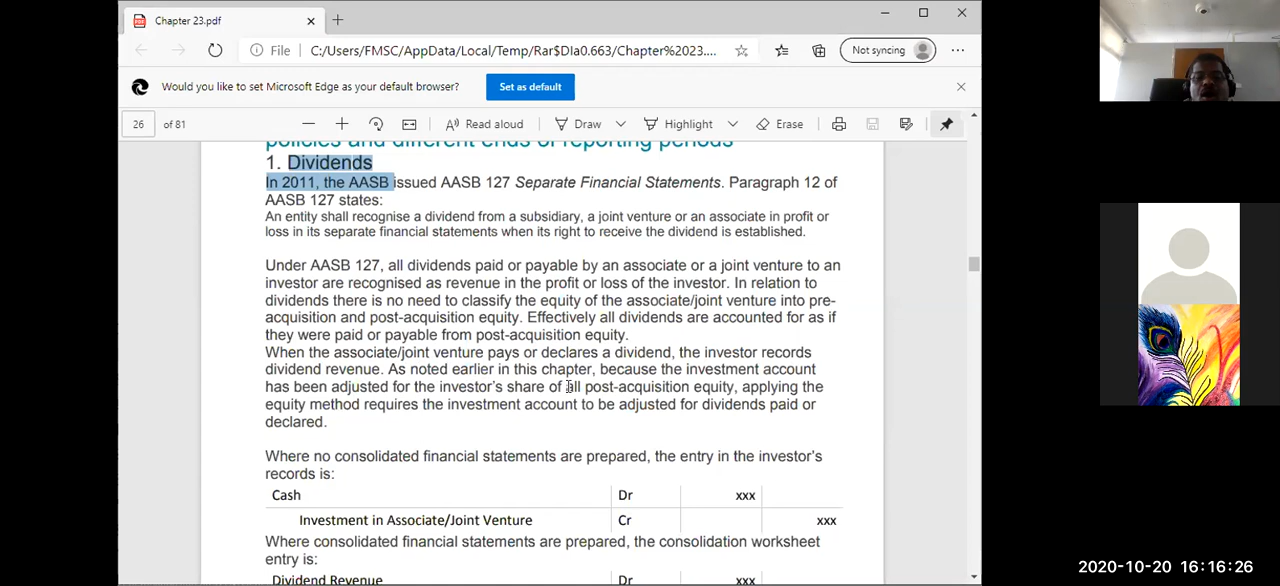 Chapter 23.pdf
File C:/Users/FMSC/AppData/Local/Temp/Rar$DIa0.663/Chapter%2023.... Not syncing
Would you like to set Microsoft Edge as your default browser? Set as default
26 of 81 Read aloud Draw Highlight Erase
policies and different ends of reporting periods
1. Dividends
In 2011, the AASB issued AASB 127 Separate Financial Statements. Paragraph 12 of
AASB 127 states:
An entity shall recognise a dividend from a subsidiary, a joint venture or an associate in profit or
loss in its separate financial statements when its right to receive the dividend is established.
Under AASB 127, all dividends paid or payable by an associate or a joint venture to an
investor are recognised as revenue in the profit or loss of the investor. In relation to
dividends there is no need to classify the equity of the associate/joint venture into pre-
acquisition and post-acquisition equity. Effectively all dividends are accounted for as if
they were paid or payable from post-acquisition equity.
When the associate/joint venture pays or declares a dividend, the investor records
dividend revenue. As noted earlier in this chapter, because the investment account
has been adjusted for the investor's share of all post-acquisition equity, applying the
equity method requires the investment account to be adjusted for dividends paid or
declared.
Where no consolidated financial statements are prepared, the entry in the investor's
records is:
Cash Dr xxx
Investment in Associate/Joint Venture Cr xxx
Where consolidated financial statements are prepared, the consolidation worksheet
entry is:
Dividend Revenue Dr xxx
2020-10-20 16:16:26